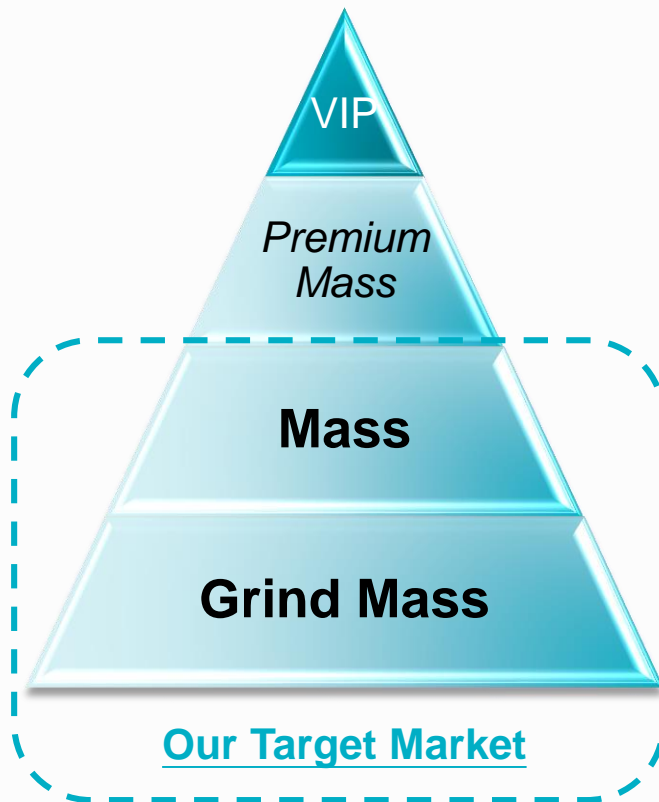 VIP
Premium
Mass
Mass
Grind Mass
Our Target Market